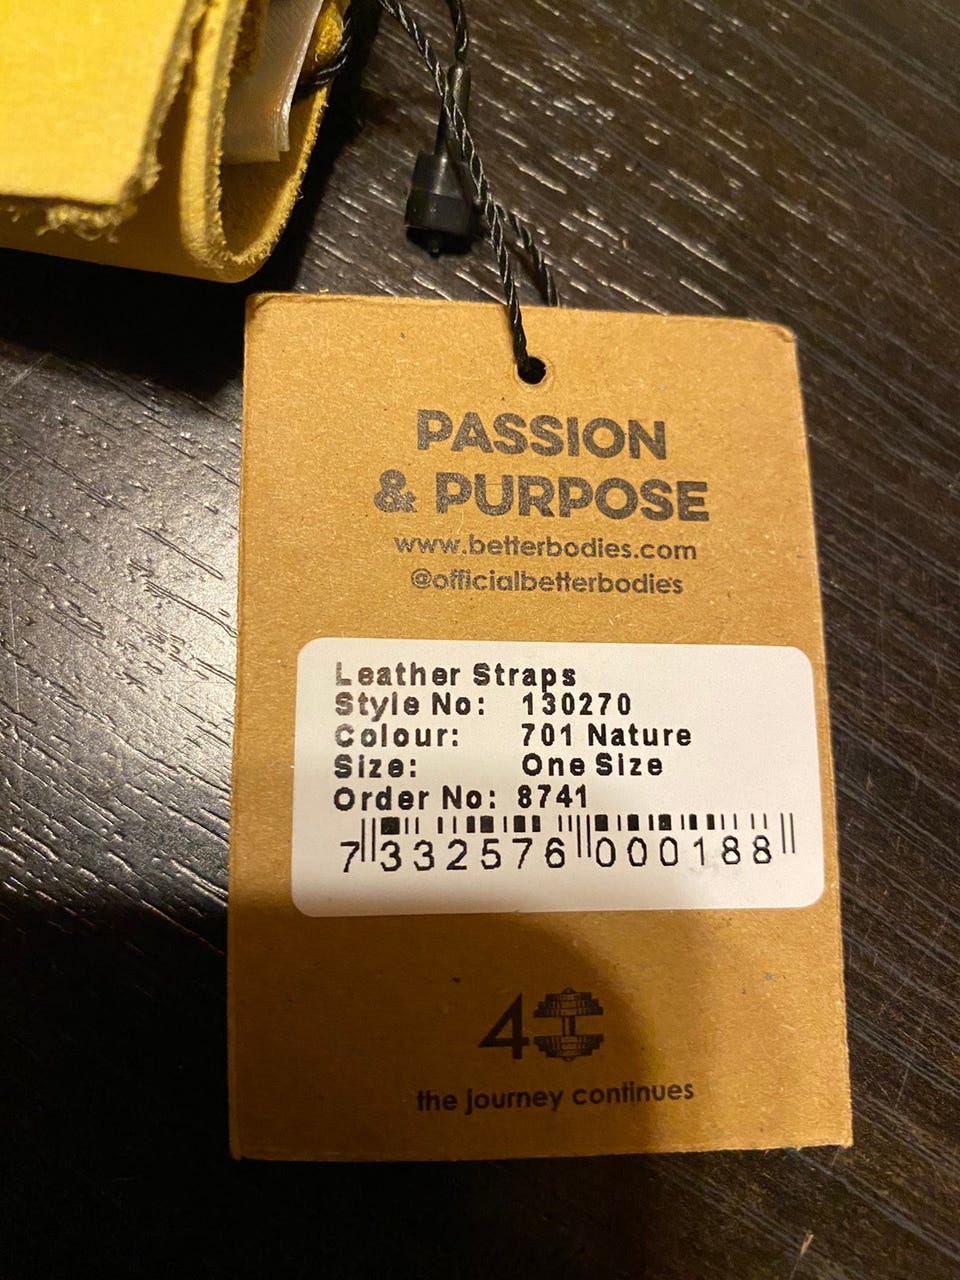 PASSION
& PURPOSE
www.betterbodies.com
@officialbetterbodies
Leather Straps
Style No: 130270
Colour: 701 Nature
Size: One Size
Order No: 8741
7 332576 000188
40
the journey continues